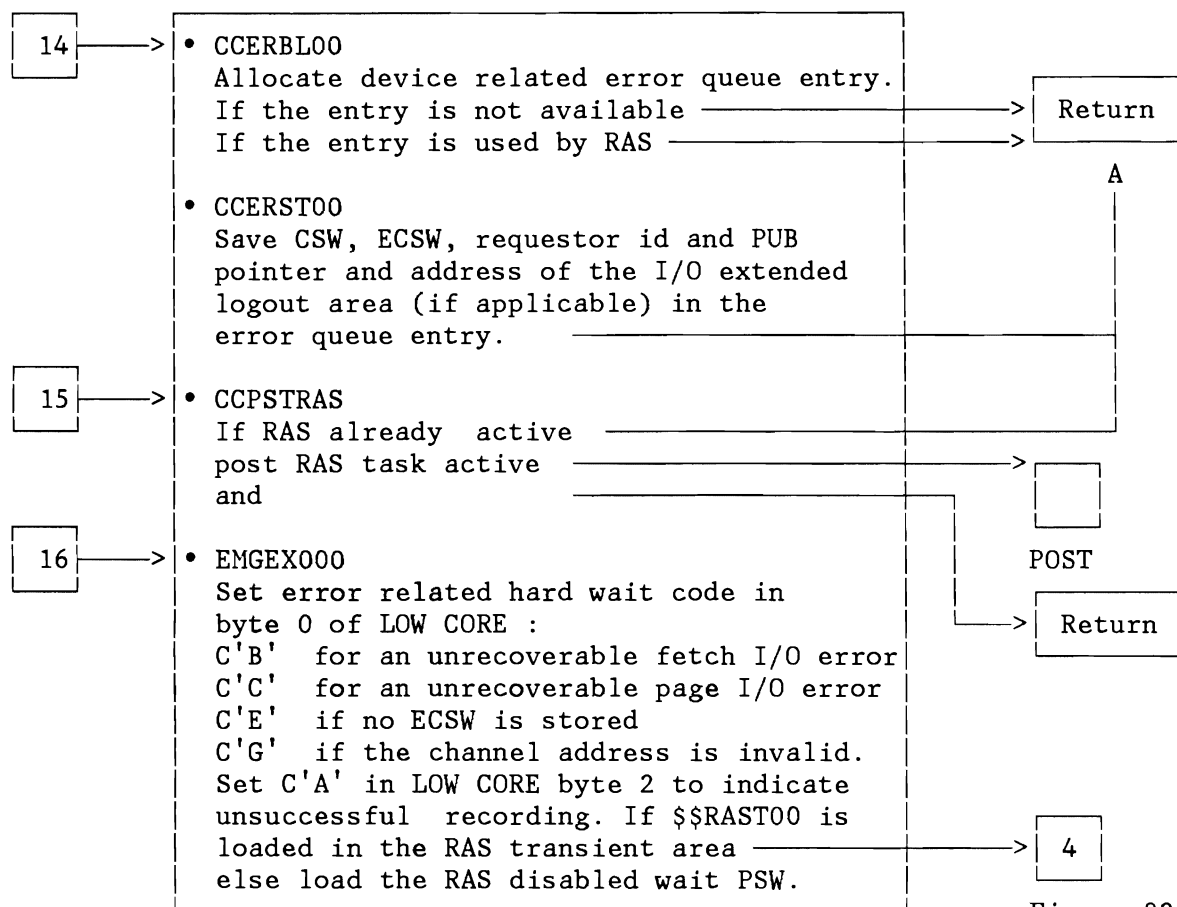 14
• CCERBL00
Allocate device related error queue entry.
If the entry is not available
Return
If the entry is used by RAS
A
• CCERST00
Save CSW, ECSW, requestor id and PUB
pointer and address of the I/O extended
logout area (if applicable) in the
error queue entry.
15
• CCPSTRAS
If RAS already active
post RAS task active
and
POST
16
• EMGEX000
Set error related hard wait code in
byte 0 of LOW CORE :
Return
C'B' for an unrecoverable fetch I/O error
C'C' for an unrecoverable page I/O error
C'E' if no ECSW is stored
C'G' if the channel address is invalid.
Set C'A' in LOW CORE byte 2 to indicate
unsuccessful recording. If $$RAST00 is
loaded in the RAS transient area
4
else load the RAS disabled wait PSW.